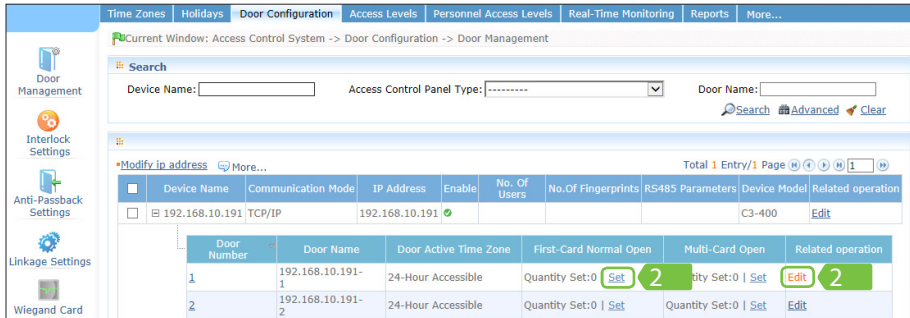 Time Zones Holidays Door Configuration Access Levels Personnel Access Levels Real-Time Monitoring Reports More...
Current Window: Access Control System -> Door Configuration -> Door Management
Door
Management
Interlock
Settings
Anti-Passback
Settings
Linkage Settings
Wiegand Card
Search
Device Name: Access Control Panel Type: --------- Door Name:
Search Advanced Clear
Modify ip address More... Total 1 Entry/1 Page 1
Device Name Communication Mode IP Address Enable No. Of Users No.Of Fingerprints RS485 Parameters Device Model Related operation
192.168.10.191 TCP/IP 192.168.10.191 C3-400 Edit
Door Number Door Name Door Active Time Zone First-Card Normal Open Multi-Card Open Related operation
1 192.168.10.191-1 24-Hour Accessible Quantity Set:0 Set 2 tity Set:0 | Set Edit 2
2 192.168.10.191-2 24-Hour Accessible Quantity Set:0 | Set Quantity Set:0 | Set Edit